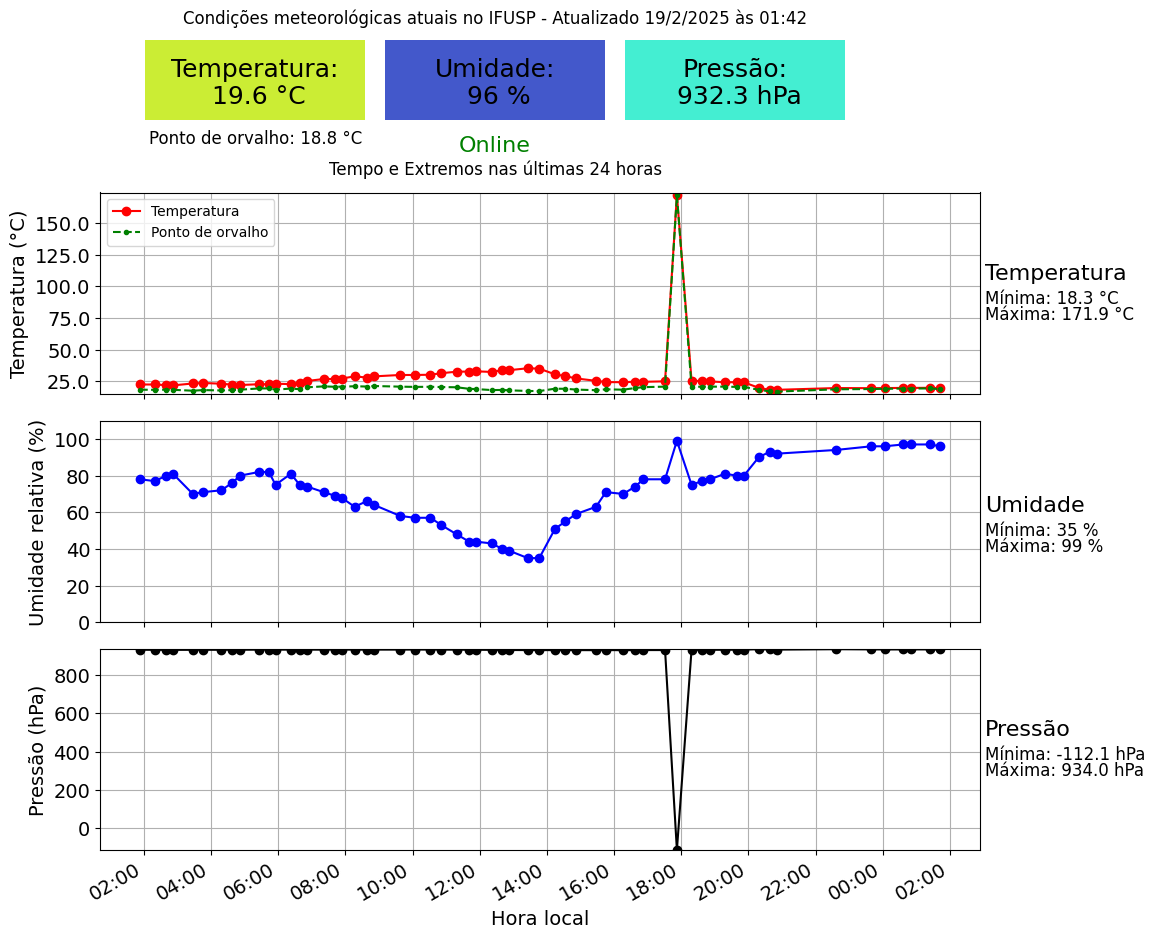 Condições meteorológicas atuais no IFUSP - Atualizado 19/2/2025 às 01:42
Temperatura:
19.6 °C
Umidade:
96 %
Pressão:
932.3 hPa
Ponto de orvalho: 18.8 °C
Online
Tempo e Extremos nas últimas 24 horas
Temperatura (°C)
150.0
125.0
100.0
75.0
50.0
25.0
Temperatura
Ponto de orvalho
Temperatura
Mínima: 18.3 °C
Máxima: 171.9 °C
Umidade relativa (%)
100
80
60
40
20
0
Umidade
Mínima: 35 %
Máxima: 99 %
Pressão (hPa)
800
600
400
200
0
Pressão
Mínima: -112.1 hPa
Máxima: 934.0 hPa
02:00
04:00
06:00
08:00
10:00
12:00
14:00
16:00
18:00
20:00
22:00
00:00
02:00
Hora local